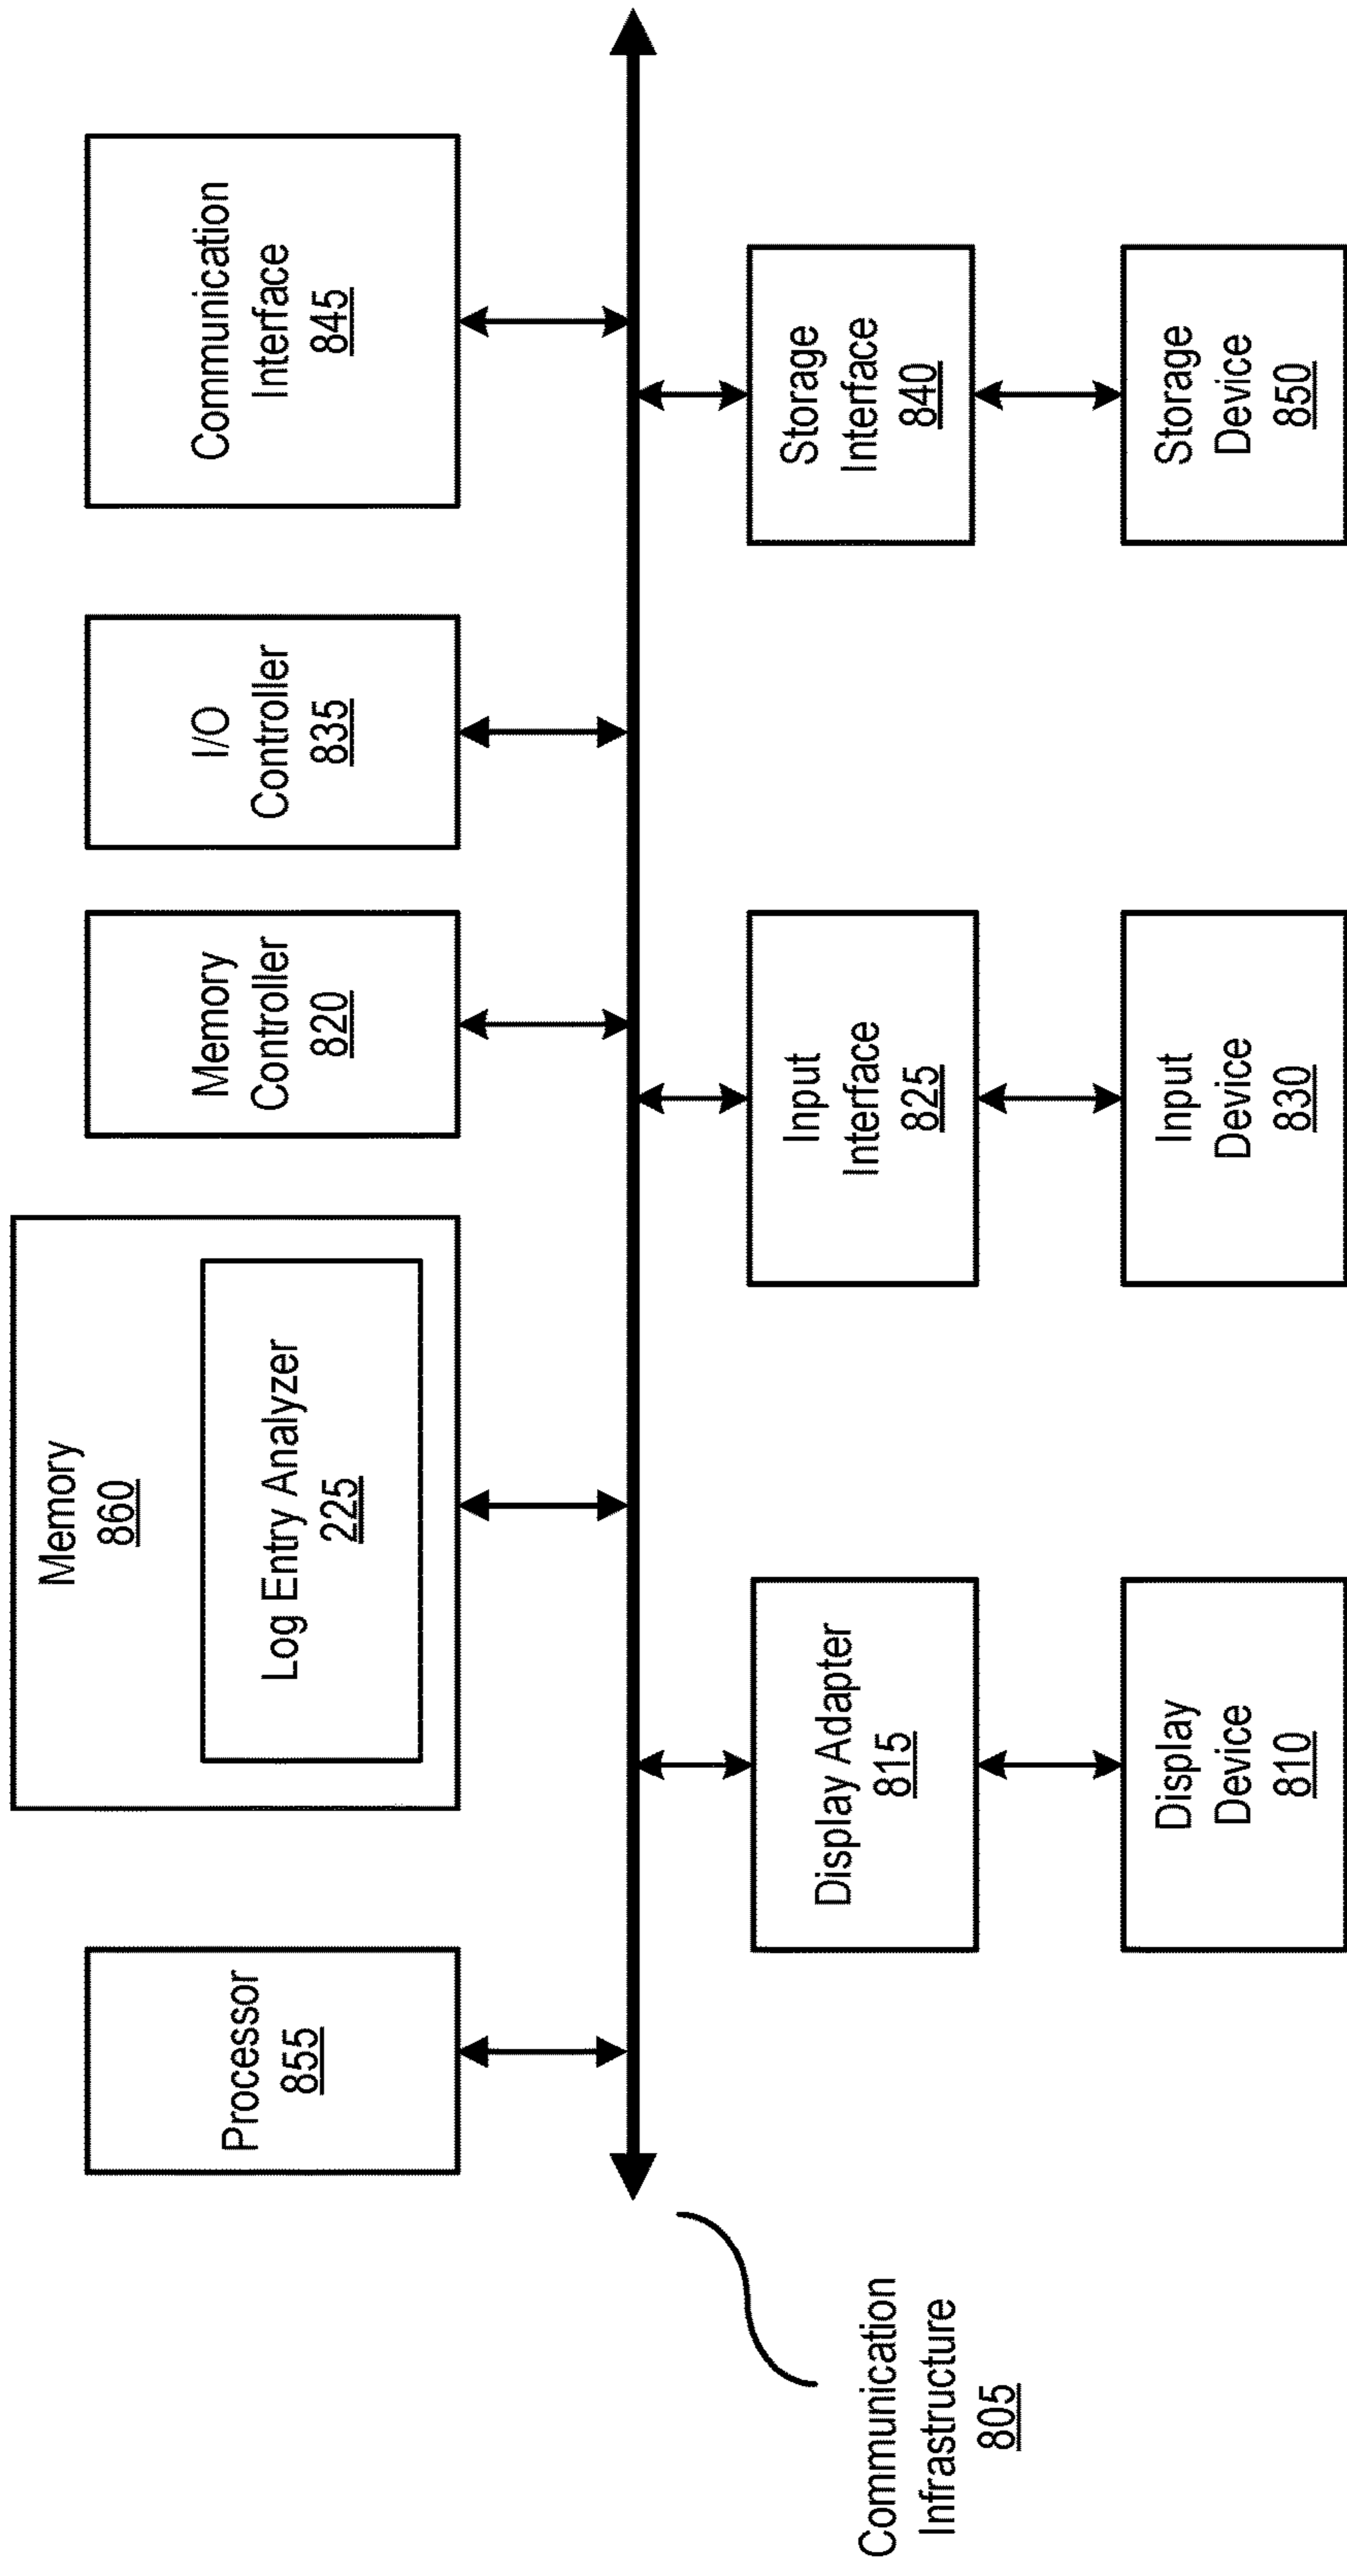 Processor
855
Memory
860
Log Entry Analyzer
225
Memory
Controller
820
I/O
Controller
835
Communication
Interface
845
Communication
Infrastructure
805
Display Adapter
815
Input
Interface
825
Storage
Interface
840
Display
Device
810
Input
Device
830
Storage
Device
850